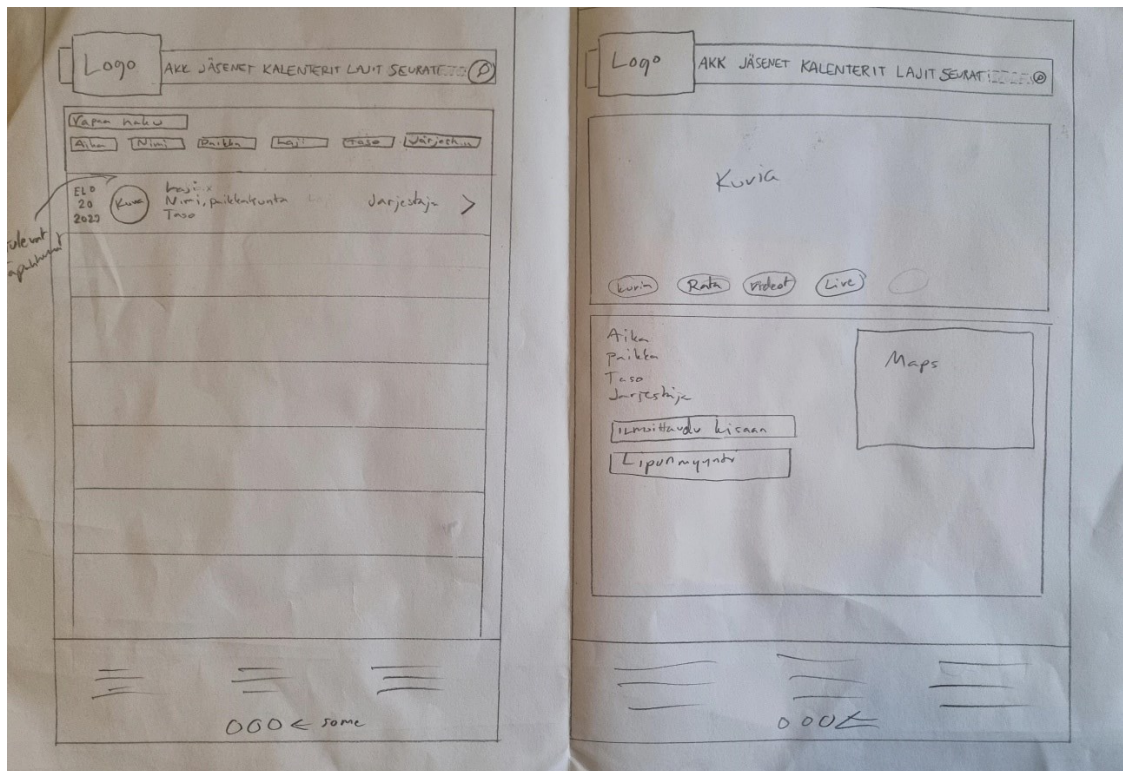 Logo
AKK JÄSENET KALENTERIT LAJIT SEURAT
Vapaa haku
Aika Nimi Paikka Laji Taso Järjest...
ELO
20
2023
Kuva
Laji
Nimi, paikkakunta
Taso
Järjestäjä
some
Logo
AKK JÄSENET KALENTERIT LAJIT SEURAT
Kuvia
Kuvia Rata Videot Live
Aika
Paikka
Taso
Järjestäjä
Maps
Ilmoittaudu kisaan
Lipunmyynti